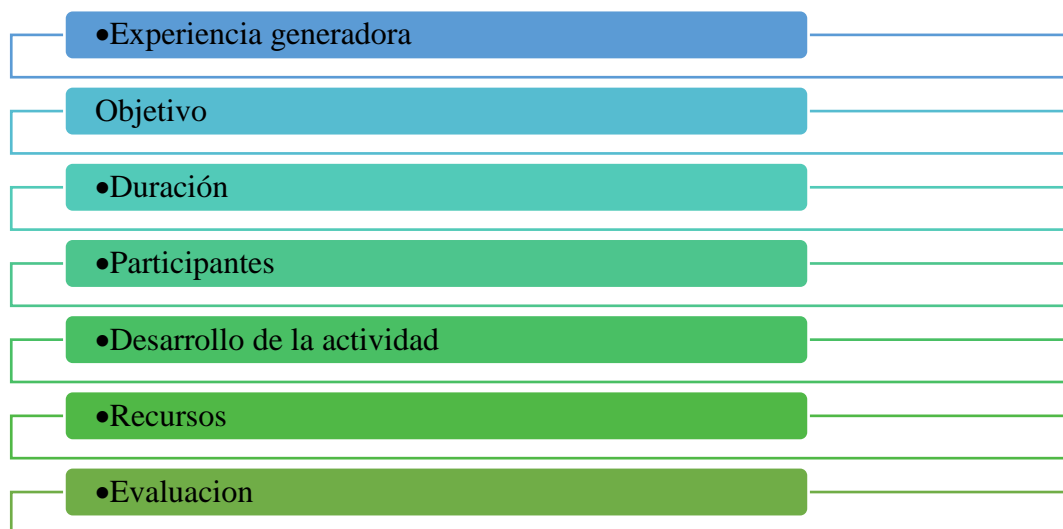 •Experiencia generadora
Objetivo
•Duración
•Participantes
•Desarrollo de la actividad
•Recursos
•Evaluacion